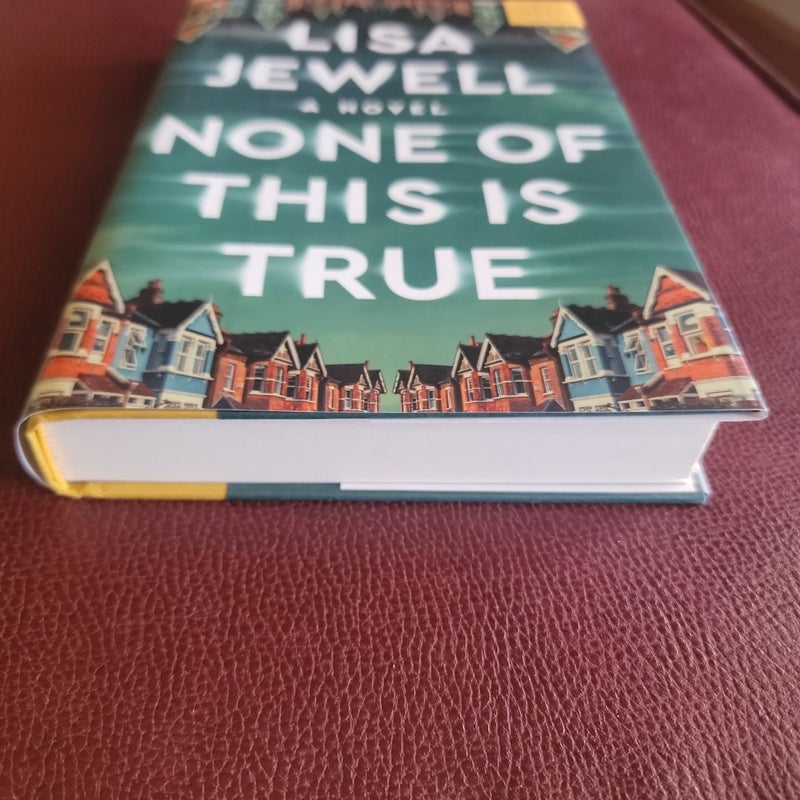 LISA
JEWELL
A NOVEL
NONE OF
THIS IS
TRUE